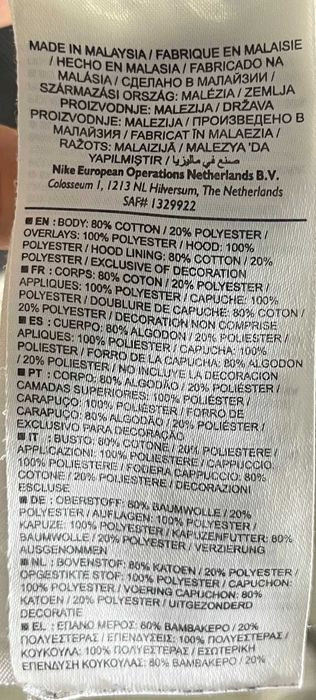 MADE IN MALAYSIA / FABRIQUE EN MALAISIE
/ HECHO EN MALASIA / FABRICADO NA
MALÁSIA / СДЕЛАНО В МАЛАЙЗИИ /
SZÁRMAZÁSI ORSZÁG: MALÉZIA / ZEMLJA
PROIZVODNJE: MALEZIJA / DRŽAVA
PROIZVODNJE: MALEZIJA / ПРОИЗВЕДЕНО В
МАЛАЙЗИЯ / FABRICAT ÎN MALAEZIA /
RAŽOTS: MALAIZIJĀ / MALEZYA 'DA
YAPILMIŞTIR / صنع في ماليزيا
Nike European Operations Netherlands B.V.
Colosseum 1, 1213 NL Hilversum, The Netherlands
SAF# 1329922
■ EN : BODY: 80% COTTON / 20% POLYESTER /
OVERLAYS: 100% POLYESTER / HOOD: 100%
POLYESTER / HOOD LINING: 80% COTTON / 20%
POLYESTER / EXCLUSIVE OF DECORATION
■ FR : CORPS: 80% COTON / 20% POLYESTER /
APPLIQUES: 100% POLYESTER / CAPUCHE: 100%
POLYESTER / DOUBLURE DE CAPUCHE: 80% COTON /
20% POLYESTER / DECORATION NON COMPRISE
■ ES : CUERPO: 80% ALGODON / 20% POLIESTER /
APLIQUES: 100% POLIESTER / CAPUCHA: 100%
POLIESTER / FORRO DE LA CAPUCHA: 80% ALGODON
/ 20% POLIESTER / NO INCLUYE LA DECORACION
■ PT : CORPO: 80% ALGODÃO / 20% POLIÉSTER /
CAMADAS SUPERIORES: 100% POLIÉSTER /
CARAPUÇO: 100% POLIÉSTER / FORRO DE
CARAPUÇO: 80% ALGODÃO / 20% POLIÉSTER /
EXCLUSIVO PARA DECORAÇÃO
■ IT : BUSTO: 80% COTONE / 20% POLIESTERE /
APPLICAZIONI: 100% POLIESTERE / CAPPUCCIO:
100% POLIESTERE / FODERA CAPPUCCIO: 80%
COTONE / 20% POLIESTERE / DECORAZIONI
ESCLUSE
■ DE : OBERSTOFF: 80% BAUMWOLLE / 20%
POLYESTER / AUFLAGEN: 100% POLYESTER /
KAPUZE: 100% POLYESTER / KAPUZENFUTTER: 80%
BAUMWOLLE / 20% POLYESTER / VERZIERUNG
AUSGENOMMEN
■ NL : BOVENSTOF: 80% KATOEN / 20% POLYESTER /
OPGESTIKTE STOF: 100% POLYESTER / CAPUCHON:
100% POLYESTER / VOERING CAPUCHON: 80%
KATOEN / 20% POLYESTER / UITGEZONDERD
DECORATIE
■ EL : ΕΠΑΝΩ ΜΕΡΟΣ: 80% ΒΑΜΒΑΚΕΡΟ / 20%
ΠΟΛΥΕΣΤΕΡΑΣ / ΕΠΕΝΔΥΣΕΙΣ: 100% ΠΟΛΥΕΣΤΕΡΑΣ /
ΚΟΥΚΟΥΛΑ: 100% ΠΟΛΥΕΣΤΕΡΑΣ / ΕΣΩΤΕΡΙΚΗ
ΕΠΕΝΔΥΣΗ ΚΟΥΚΟΥΛΑΣ: 80% ΒΑΜΒΑΚΕΡΟ / 20%